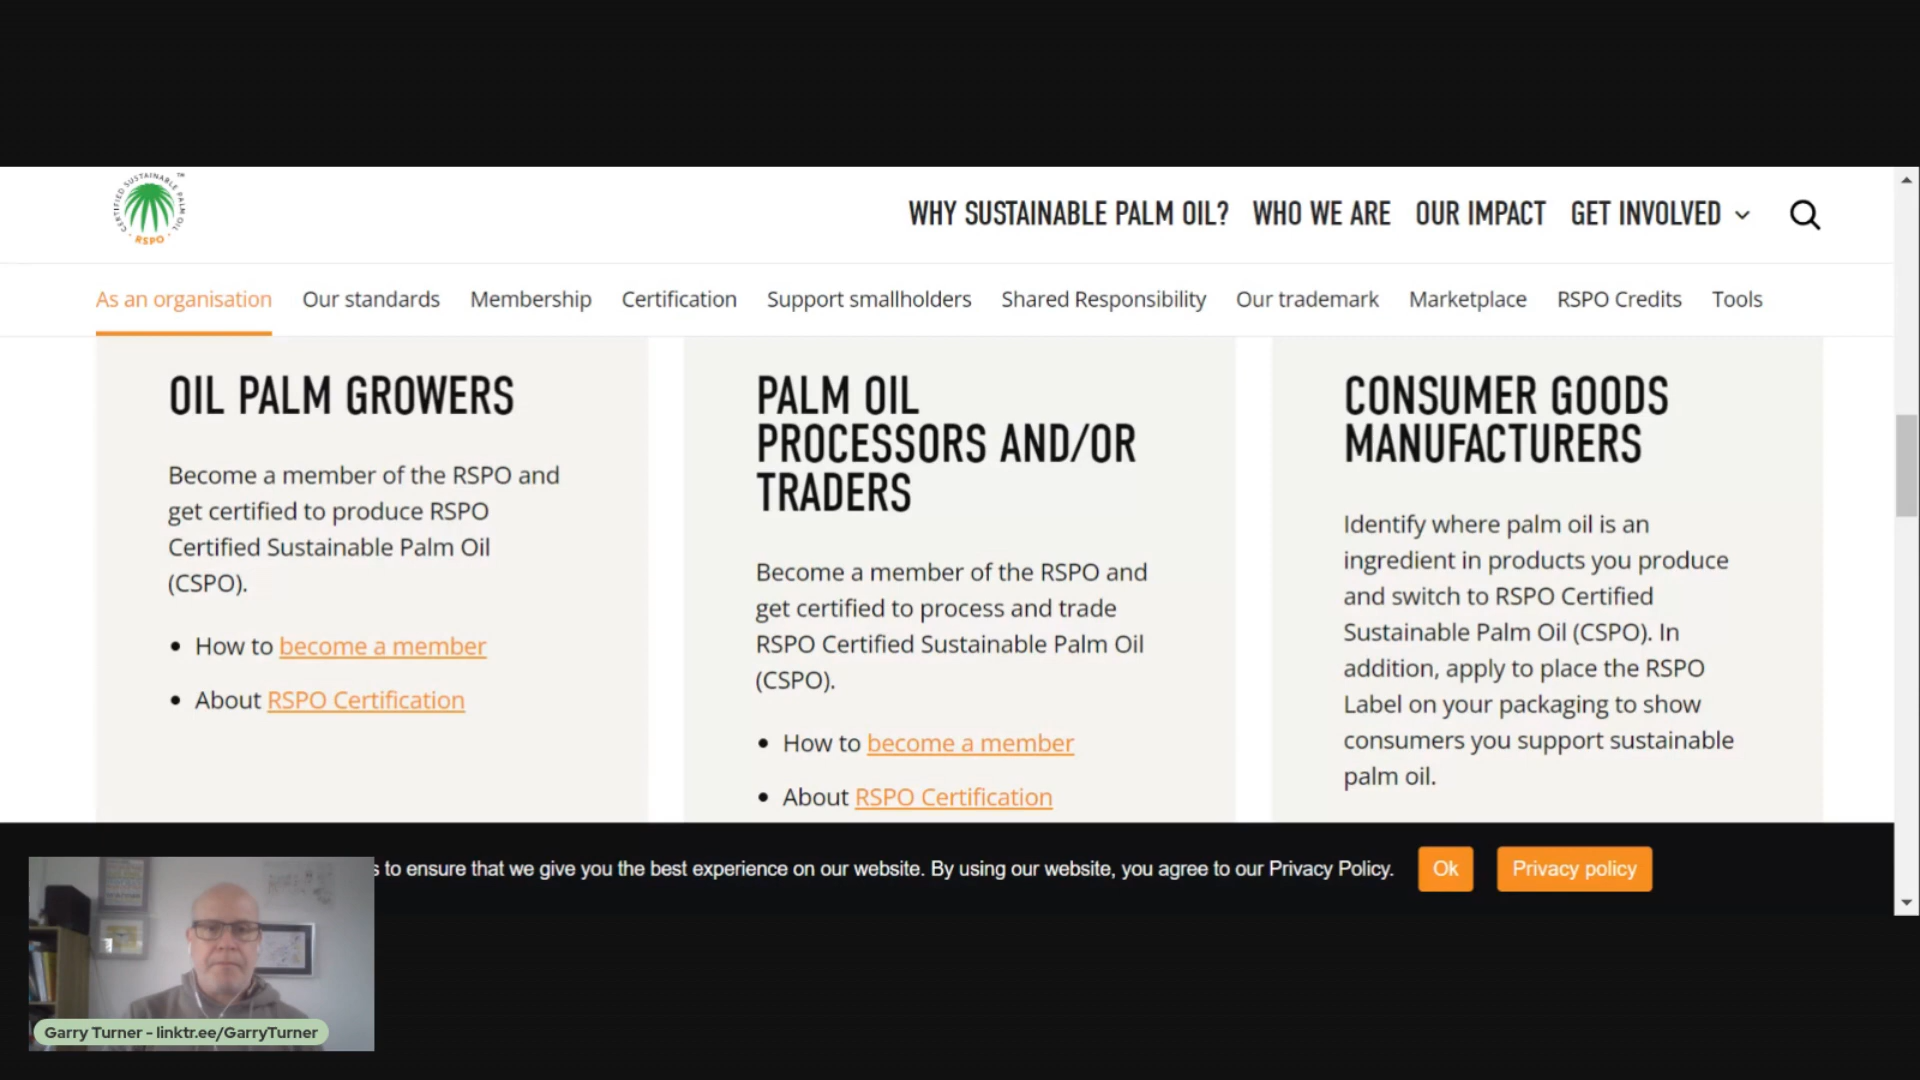 CERTIFIED SUSTAINABLE PALM OIL ™
RSPO
WHY SUSTAINABLE PALM OIL? WHO WE ARE OUR IMPACT GET INVOLVED
As an organisation Our standards Membership Certification Support smallholders Shared Responsibility Our trademark Marketplace RSPO Credits Tools
OIL PALM GROWERS
Become a member of the RSPO and
get certified to produce RSPO
Certified Sustainable Palm Oil
(CSPO).
• How to become a member
• About RSPO Certification
PALM OIL
PROCESSORS AND/OR
TRADERS
Become a member of the RSPO and
get certified to process and trade
RSPO Certified Sustainable Palm Oil
(CSPO).
• How to become a member
• About RSPO Certification
CONSUMER GOODS
MANUFACTURERS
Identify where palm oil is an
ingredient in products you produce
and switch to RSPO Certified
Sustainable Palm Oil (CSPO). In
addition, apply to place the RSPO
Label on your packaging to show
consumers you support sustainable
palm oil.
s to ensure that we give you the best experience on our website. By using our website, you agree to our Privacy Policy. Ok Privacy policy
Garry Turner - linktr.ee/GarryTurner